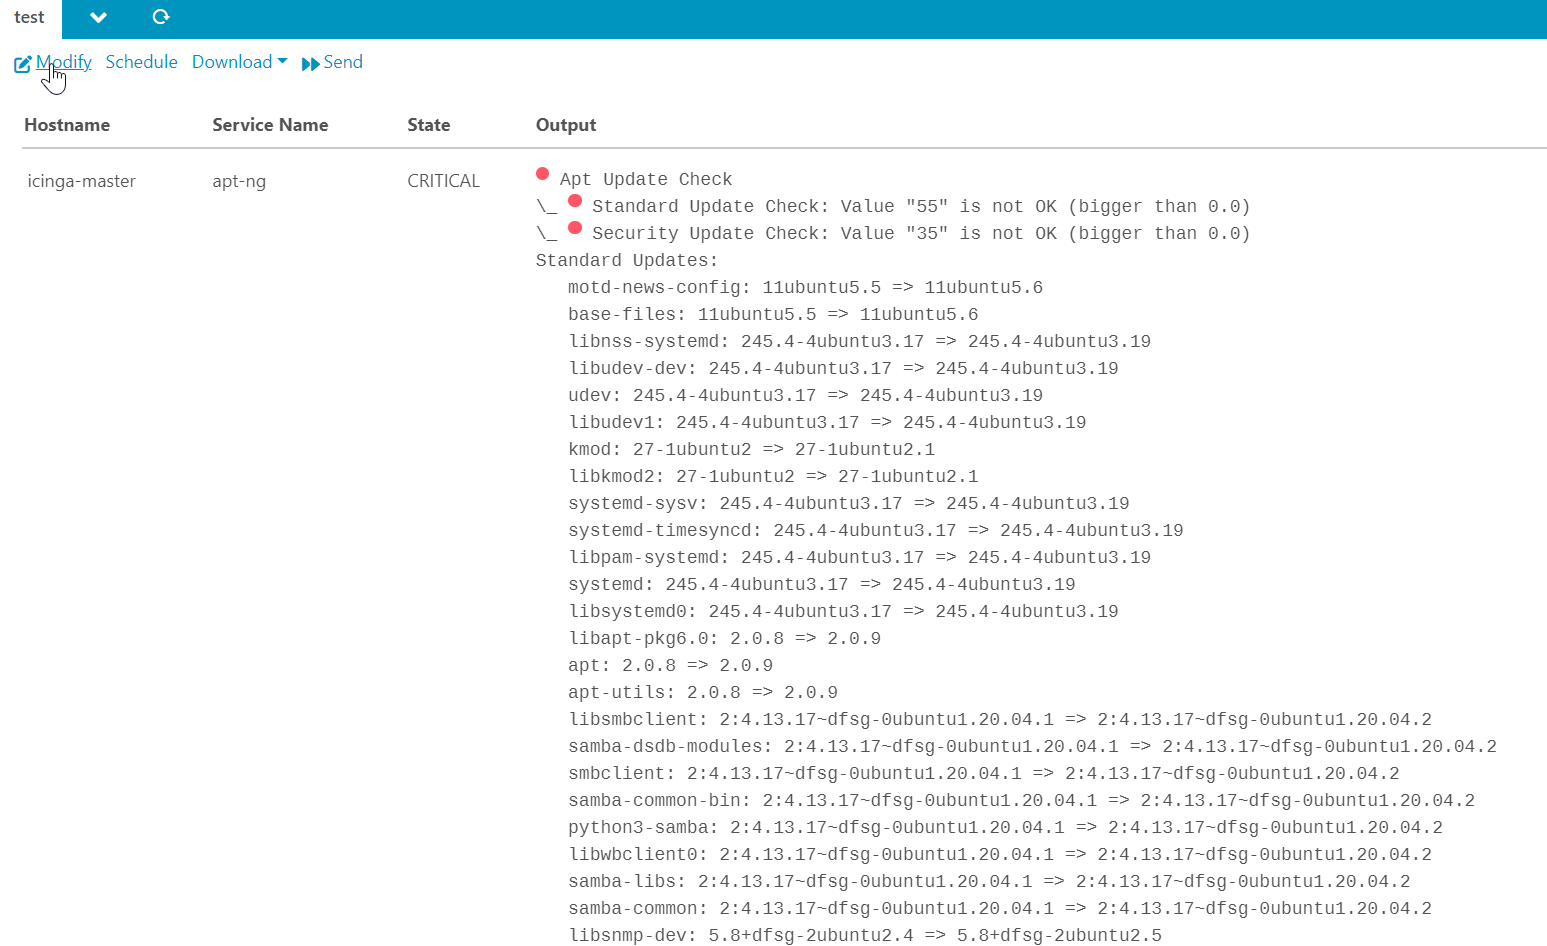 test
Modify Schedule Download Send
Hostname Service Name State Output
icinga-master apt-ng CRITICAL Apt Update Check
\_ Standard Update Check: Value "55" is not OK (bigger than 0.0)
\_ Security Update Check: Value "35" is not OK (bigger than 0.0)
Standard Updates:
motd-news-config: 11ubuntu5.5 => 11ubuntu5.6
base-files: 11ubuntu5.5 => 11ubuntu5.6
libnss-systemd: 245.4-4ubuntu3.17 => 245.4-4ubuntu3.19
libudev-dev: 245.4-4ubuntu3.17 => 245.4-4ubuntu3.19
udev: 245.4-4ubuntu3.17 => 245.4-4ubuntu3.19
libudev1: 245.4-4ubuntu3.17 => 245.4-4ubuntu3.19
kmod: 27-1ubuntu2 => 27-1ubuntu2.1
libkmod2: 27-1ubuntu2 => 27-1ubuntu2.1
systemd-sysv: 245.4-4ubuntu3.17 => 245.4-4ubuntu3.19
systemd-timesyncd: 245.4-4ubuntu3.17 => 245.4-4ubuntu3.19
libpam-systemd: 245.4-4ubuntu3.17 => 245.4-4ubuntu3.19
systemd: 245.4-4ubuntu3.17 => 245.4-4ubuntu3.19
libsystemd0: 245.4-4ubuntu3.17 => 245.4-4ubuntu3.19
libapt-pkg6.0: 2.0.8 => 2.0.9
apt: 2.0.8 => 2.0.9
apt-utils: 2.0.8 => 2.0.9
libsmbclient: 2:4.13.17~dfsg-0ubuntu1.20.04.1 => 2:4.13.17~dfsg-0ubuntu1.20.04.2
samba-dsdb-modules: 2:4.13.17~dfsg-0ubuntu1.20.04.1 => 2:4.13.17~dfsg-0ubuntu1.20.04.2
smbclient: 2:4.13.17~dfsg-0ubuntu1.20.04.1 => 2:4.13.17~dfsg-0ubuntu1.20.04.2
samba-common-bin: 2:4.13.17~dfsg-0ubuntu1.20.04.1 => 2:4.13.17~dfsg-0ubuntu1.20.04.2
python3-samba: 2:4.13.17~dfsg-0ubuntu1.20.04.1 => 2:4.13.17~dfsg-0ubuntu1.20.04.2
libwbclient0: 2:4.13.17~dfsg-0ubuntu1.20.04.1 => 2:4.13.17~dfsg-0ubuntu1.20.04.2
samba-libs: 2:4.13.17~dfsg-0ubuntu1.20.04.1 => 2:4.13.17~dfsg-0ubuntu1.20.04.2
samba-common: 2:4.13.17~dfsg-0ubuntu1.20.04.1 => 2:4.13.17~dfsg-0ubuntu1.20.04.2
libsnmp-dev: 5.8+dfsg-2ubuntu2.4 => 5.8+dfsg-2ubuntu2.5